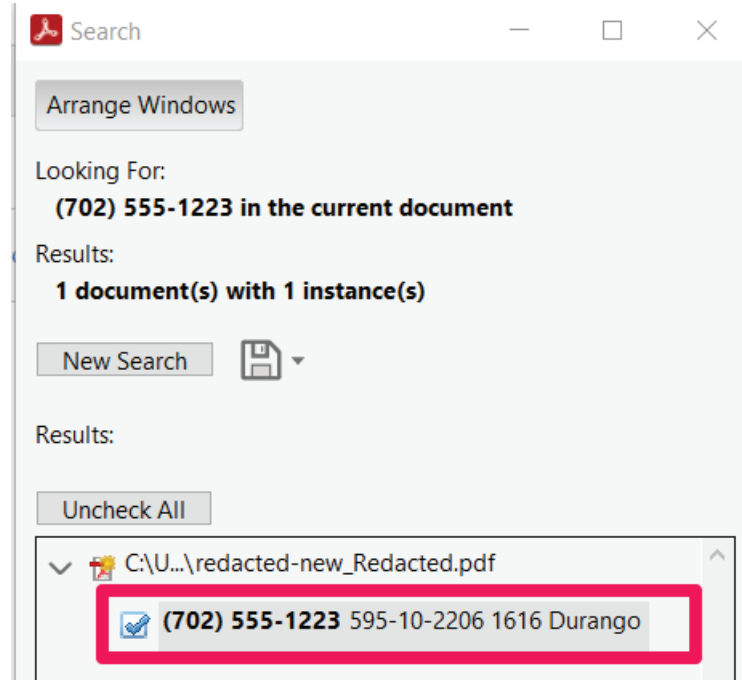 Search
Arrange Windows
Looking For:
(702) 555-1223 in the current document
Results:
1 document(s) with 1 instance(s)
New Search
Results:
Uncheck All
C:\U...\redacted-new_Redacted.pdf
(702) 555-1223 595-10-2206 1616 Durango